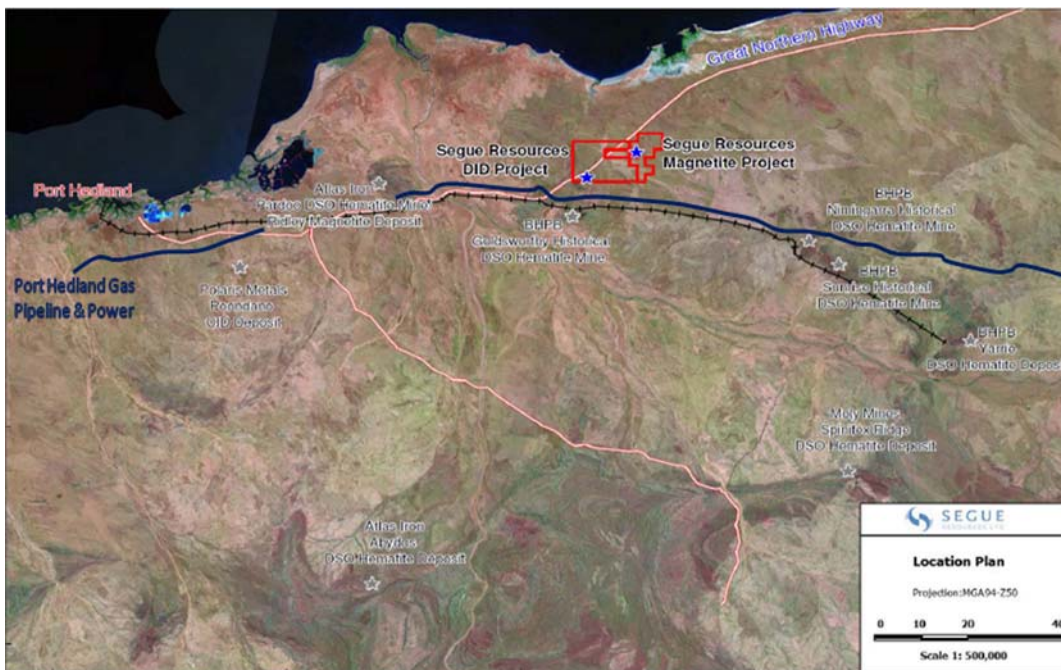 Great Northern Highway
Segue Resources
DID Project
Segue Resources
Magnetite Project
Port Hedland
Atlas Iron
Pardoo DSO Hematite Mine
Ridley Magnetite Deposit
BHPB
Nimingarra Historical
DSO Hematite Mine
BHPB
Goldsworthy Historical
DSO Hematite Mine
Port Hedland Gas
Pipeline & Power
Polaris Metals
CID Deposit
BHPB
Sunrise Historical
DSO Hematite Mine
BHPB
Yarrie
DSO Hematite Deposit
Moly Mines
Spinifex Ridge
DSO Hematite Deposit
Atlas Iron
Abydos
DSO Hematite Deposit
SEGUE
RESOURCES LTD
Location Plan
Projection:MGA94-Z50
0 10 20 40
Scale 1: 500,000